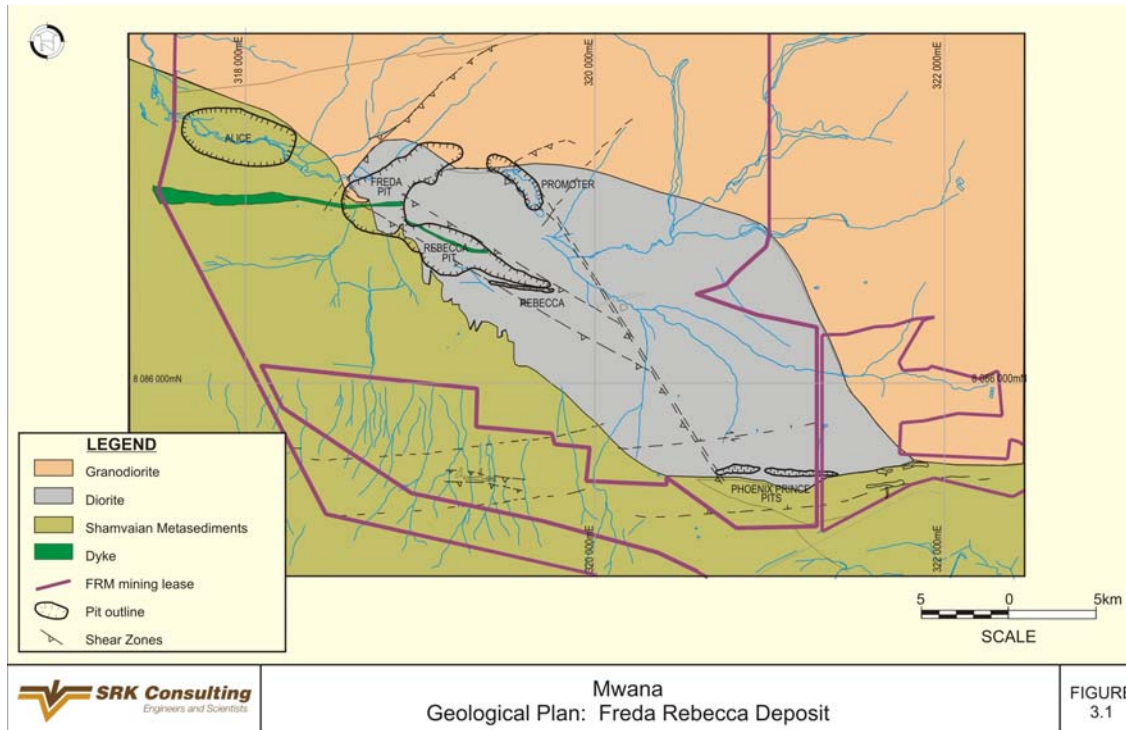 N
318 000mE
320 000mE
322 000mE
ALICE
FREDA
PIT
PROMOTER
REBECCA
PIT
REBECCA
8 086 000mN
8 086 000mN
PHOENIX PRINCE
PITS
320 000mE
322 000mE
LEGEND
Granodiorite
Diorite
Shamvaian Metasediments
Dyke
FRM mining lease
Pit outline
Shear Zones
5 0 5km
SCALE
SRK Consulting
Engineers and Scientists
Mwana
Geological Plan: Freda Rebecca Deposit
FIGURE
3.1